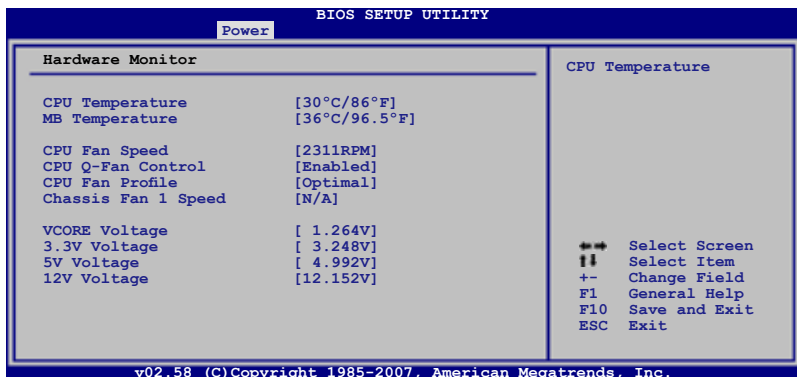 BIOS SETUP UTILITY
Power
Hardware Monitor
CPU Temperature
CPU Temperature [30°C/86°F]
MB Temperature [36°C/96.5°F]
CPU Fan Speed [2311RPM]
CPU Q-Fan Control [Enabled]
CPU Fan Profile [Optimal]
Chassis Fan 1 Speed [N/A]
VCORE Voltage [ 1.264V]
3.3V Voltage [ 3.248V]
5V Voltage [ 4.992V]
12V Voltage [12.152V]
←→ Select Screen
↑↓ Select Item
+- Change Field
F1 General Help
F10 Save and Exit
ESC Exit
v02.58 (C)Copyright 1985-2007, American Megatrends, Inc.